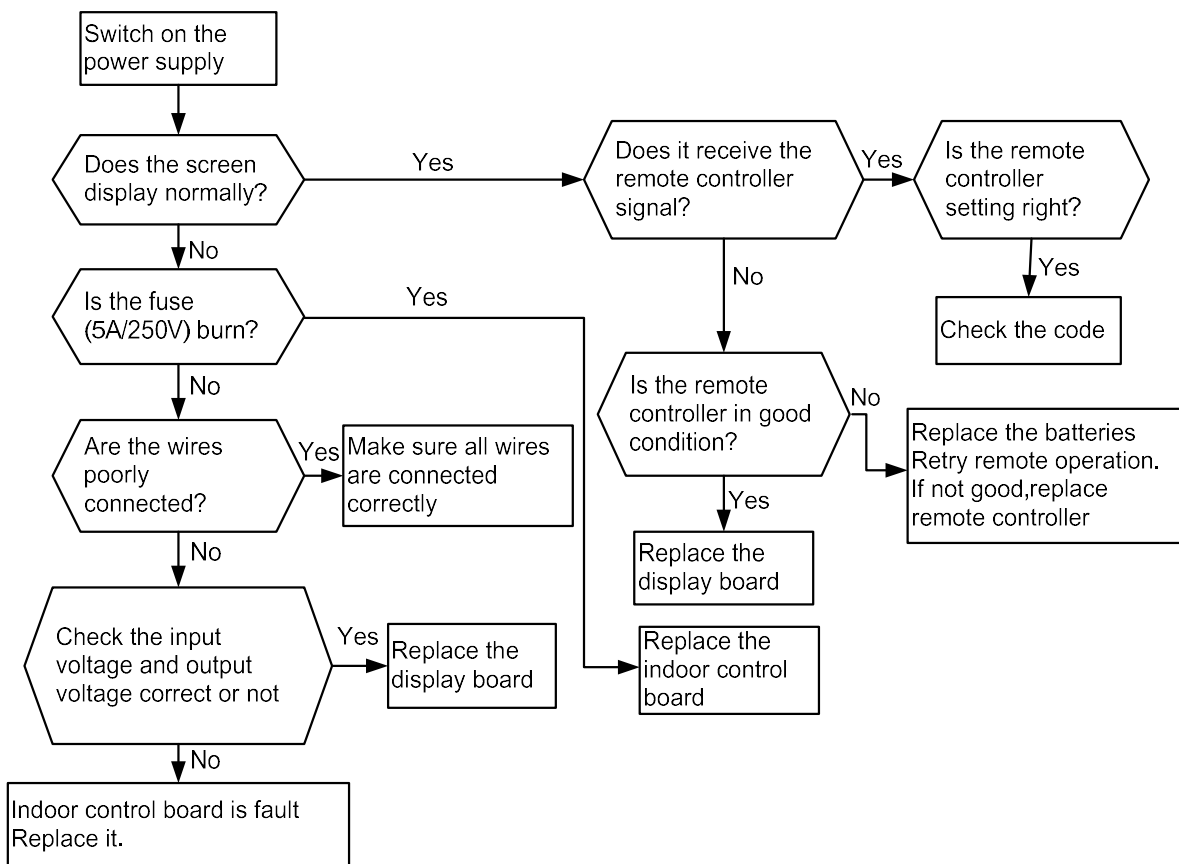 Switch on the
power supply
Does the screen
display normally?
Yes
Does it receive the
remote controller
signal?
Yes
Is the remote
controller
setting right?
No
No
Yes
Is the fuse
(5A/250V) burn?
Yes
Check the code
No
Is the remote
controller in good
condition?
No
Are the wires
poorly
connected?
Yes
Make sure all wires
are connected
correctly
Replace the batteries
Retry remote operation.
If not good,replace
remote controller
Yes
No
Replace the
display board
Check the input
voltage and output
voltage correct or not
Yes
Replace the
display board
Replace the
indoor control
board
No
Indoor control board is fault
Replace it.